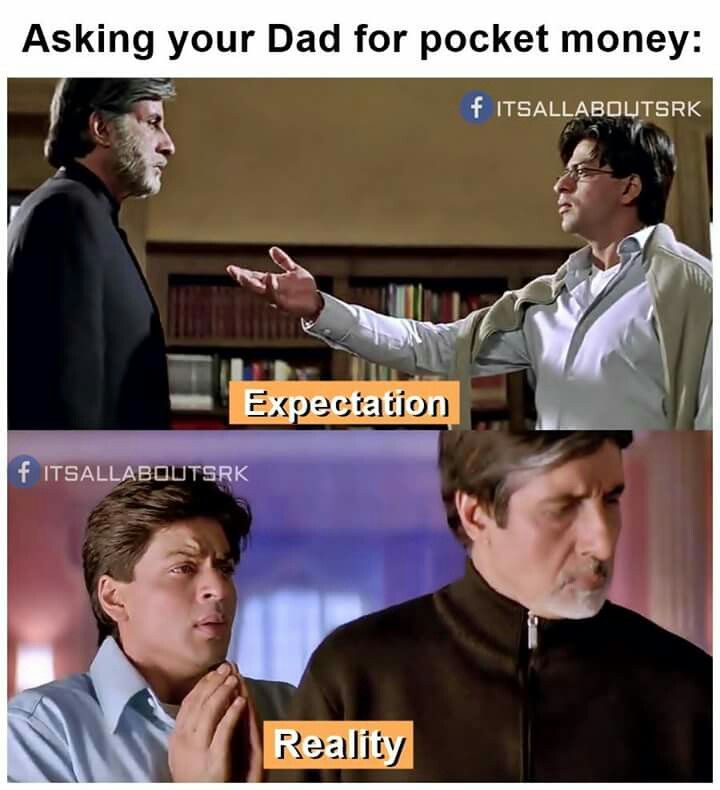 Asking your Dad for pocket money:
f ITSALLABOUTSRK
Expectation
f ITSALLABOUTSRK
Reality